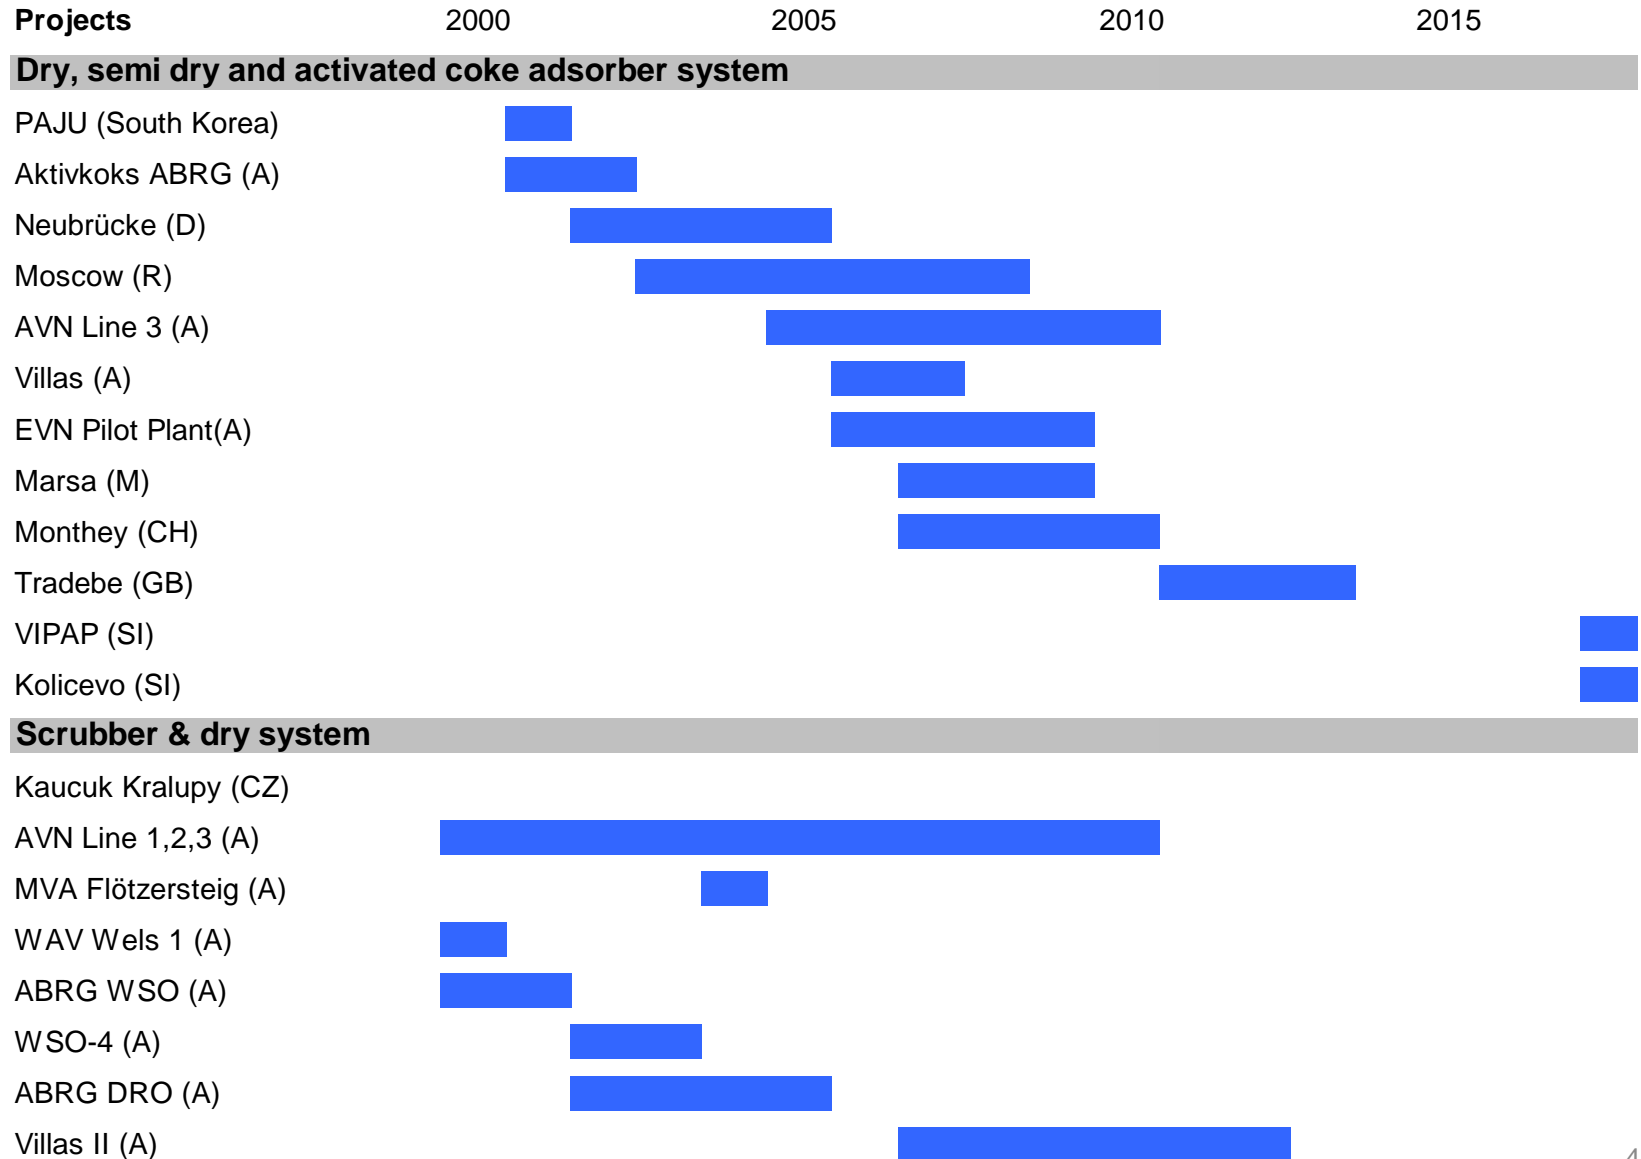 Projects 2000 2005 2010 2015
Dry, semi dry and activated coke adsorber system
PAJU (South Korea)
Aktivkoks ABRG (A)
Neubrücke (D)
Moscow (R)
AVN Line 3 (A)
Villas (A)
EVN Pilot Plant(A)
Marsa (M)
Monthey (CH)
Tradebe (GB)
VIPAP (SI)
Kolicevo (SI)
Scrubber & dry system
Kaucuk Kralupy (CZ)
AVN Line 1,2,3 (A)
MVA Flötzersteig (A)
WAV Wels 1 (A)
ABRG WSO (A)
WSO-4 (A)
ABRG DRO (A)
Villas II (A)
4